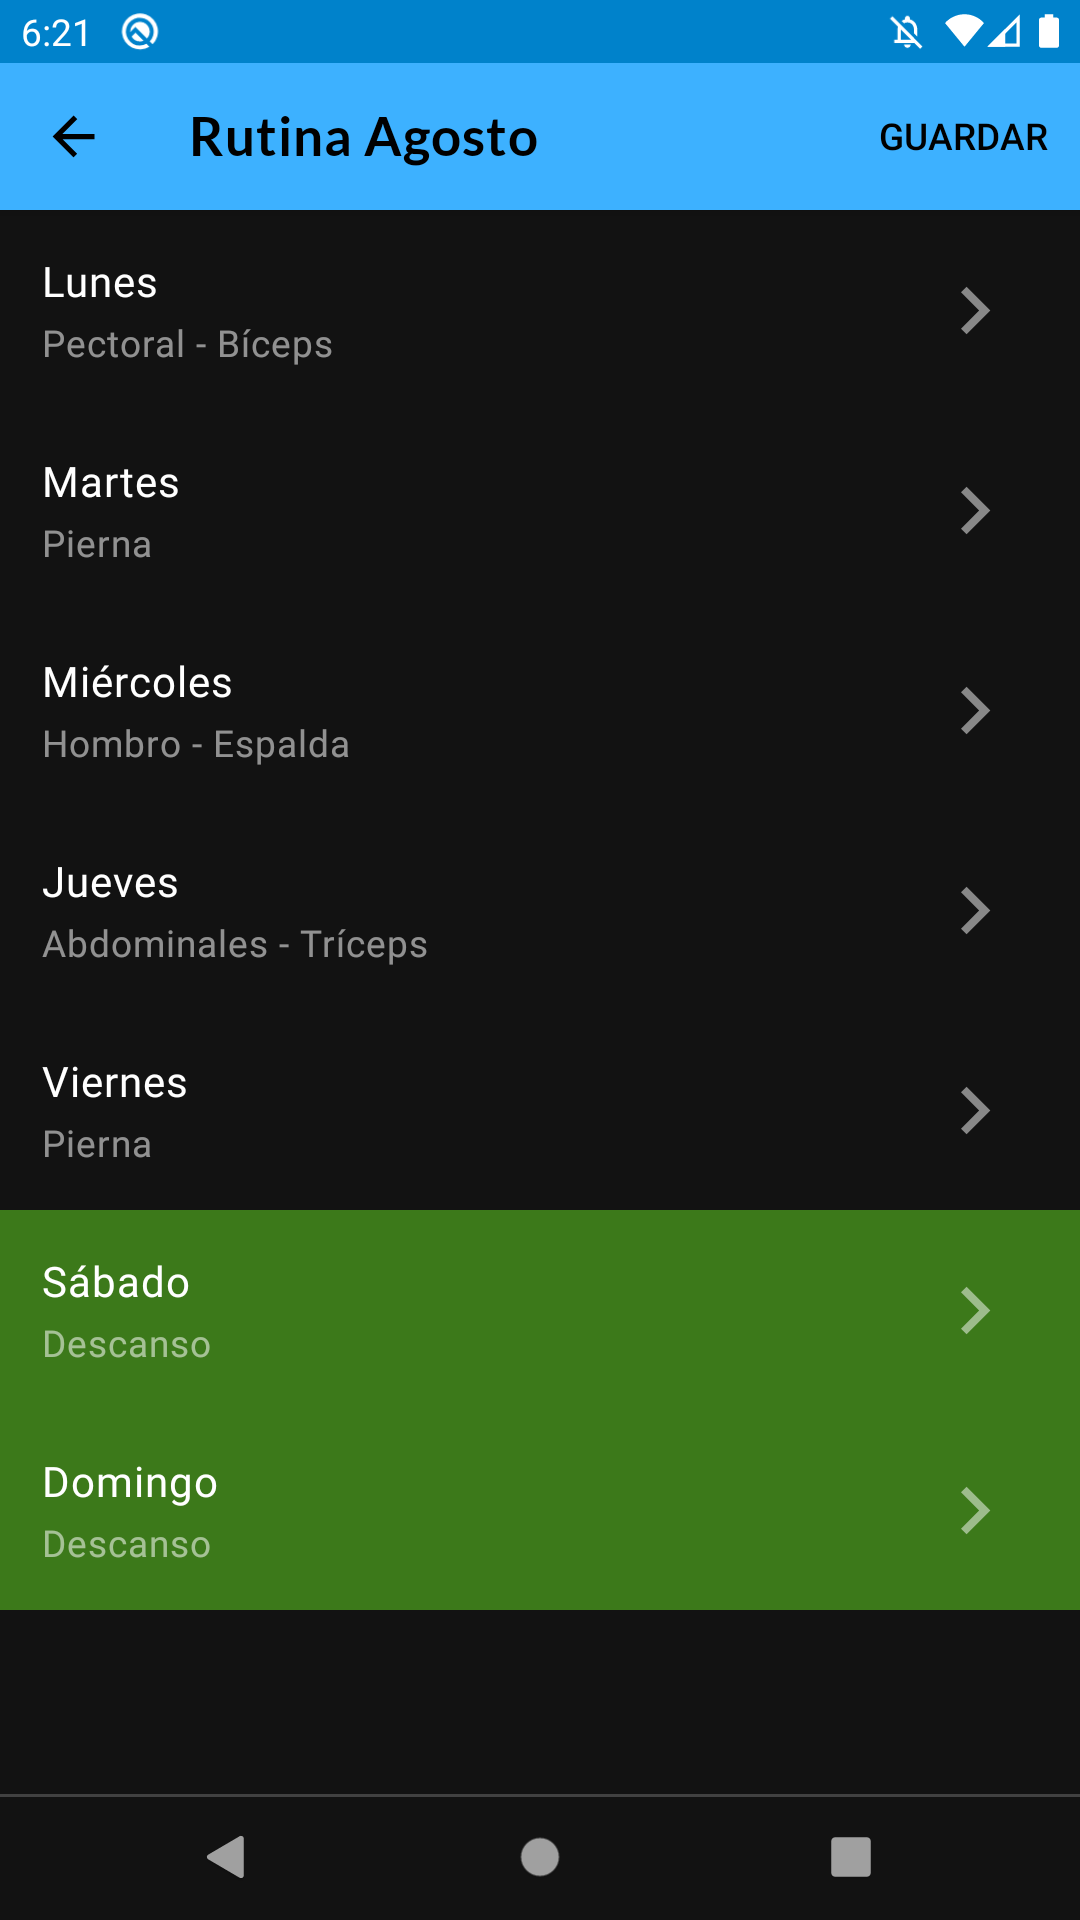 6:21
Rutina Agosto
GUARDAR
Lunes
Pectoral - Bíceps
Martes
Pierna
Miércoles
Hombro - Espalda
Jueves
Abdominales - Tríceps
Viernes
Pierna
Sábado
Descanso
Domingo
Descanso